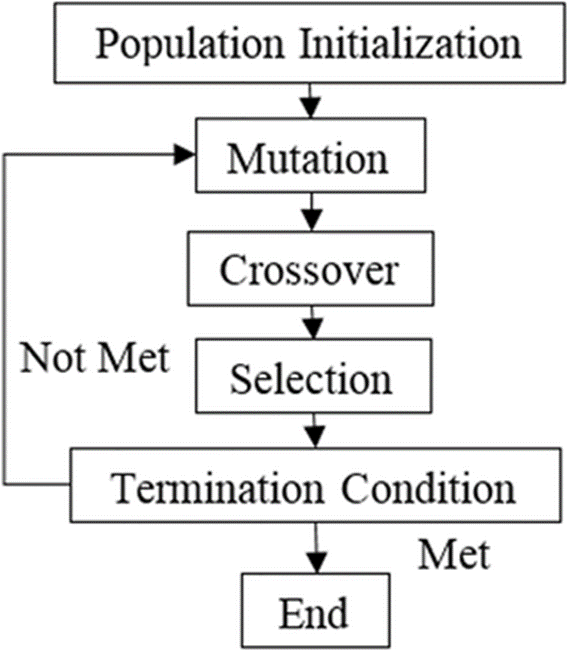 Population Initialization
Mutation
Crossover
Not Met
Selection
Termination Condition
Met
End